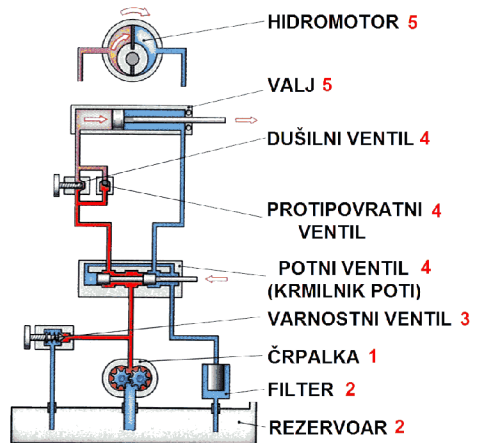 HIDROMOTOR 5
VALJ 5
DUŠILNI VENTIL 4
PROTIPOVRATNI 4
VENTIL
POTNI VENTIL 4
(KRMILNIK POTI)
VARNOSTNI VENTIL 3
ČRPALKA 1
FILTER 2
REZERVOAR 2